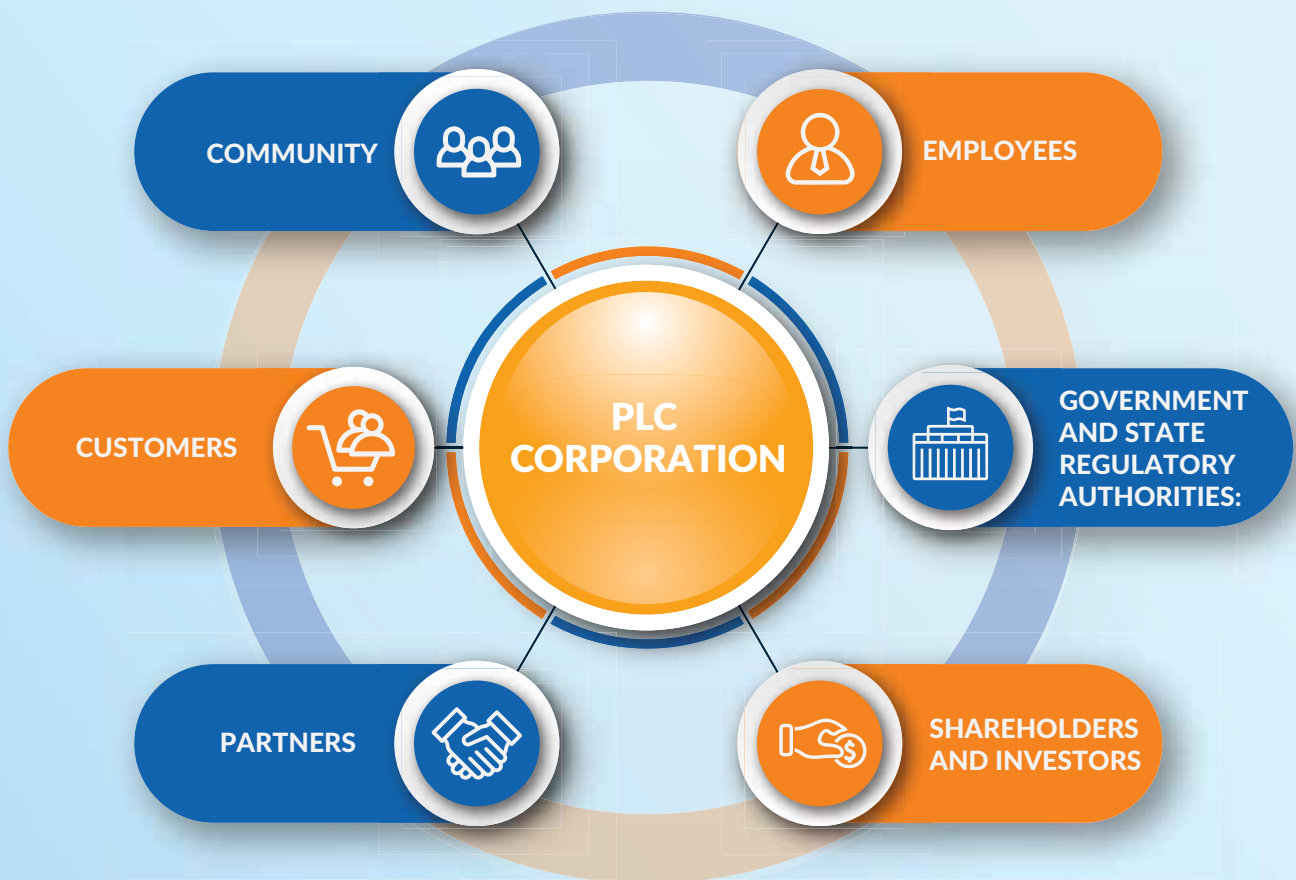 COMMUNITY
EMPLOYEES
CUSTOMERS
PLC
CORPORATION
GOVERNMENT
AND STATE
REGULATORY
AUTHORITIES:
PARTNERS
SHAREHOLDERS
AND INVESTORS